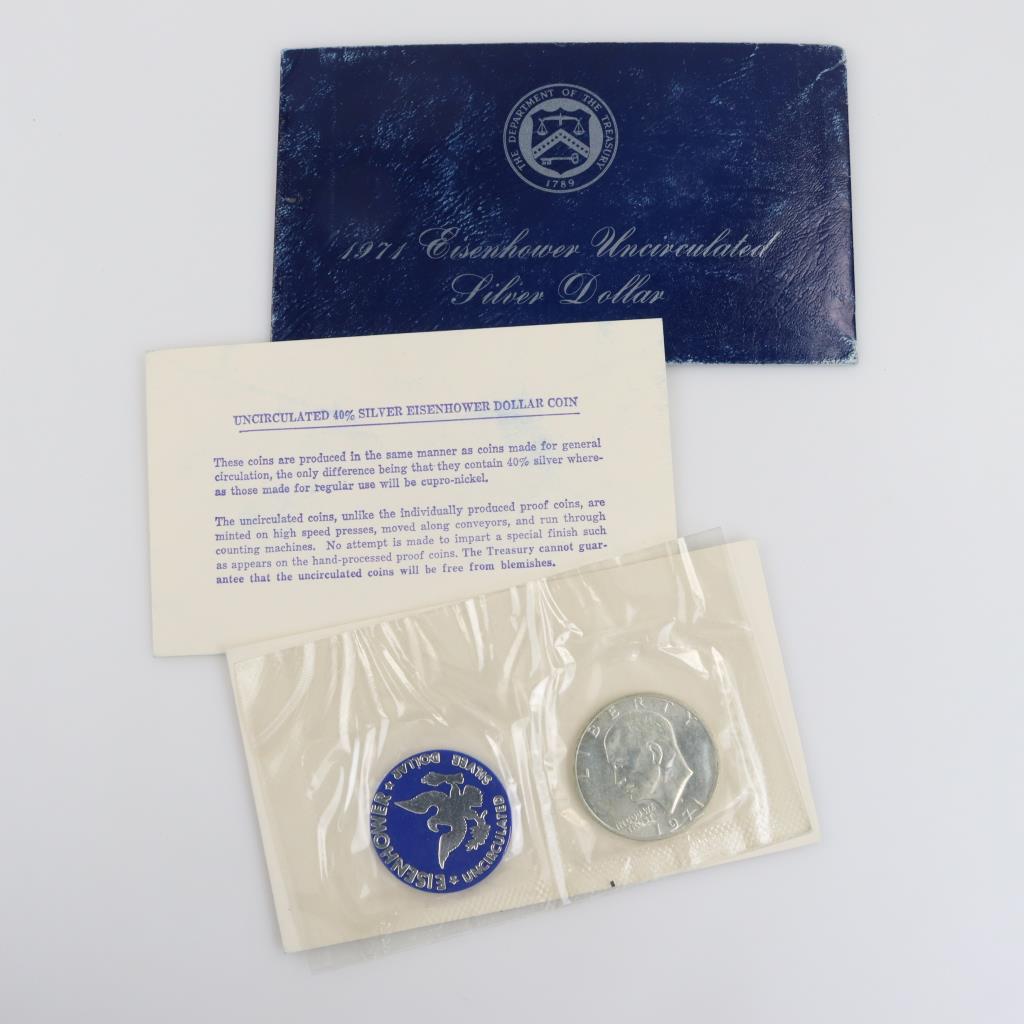 THE DEPARTMENT OF THE TREASURY
1789
1971 Eisenhower Uncirculated
Silver Dollar
UNCIRCULATED 40% SILVER EISENHOWER DOLLAR COIN
These coins are produced in the same manner as coins made for general
circulation, the only difference being that they contain 40% silver where-
as those made for regular use will be cupro-nickel.
The uncirculated coins, unlike the individually produced proof coins, are
minted on high speed presses, moved along conveyors, and run through
counting machines. No attempt is made to impart a special finish such
as appears on the hand-processed proof coins. The Treasury cannot guar-
antee that the uncirculated coins will be free from blemishes.
EISENHOWER ★ UNCIRCULATED SILVER DOLLAR ★
LIBERTY
1971